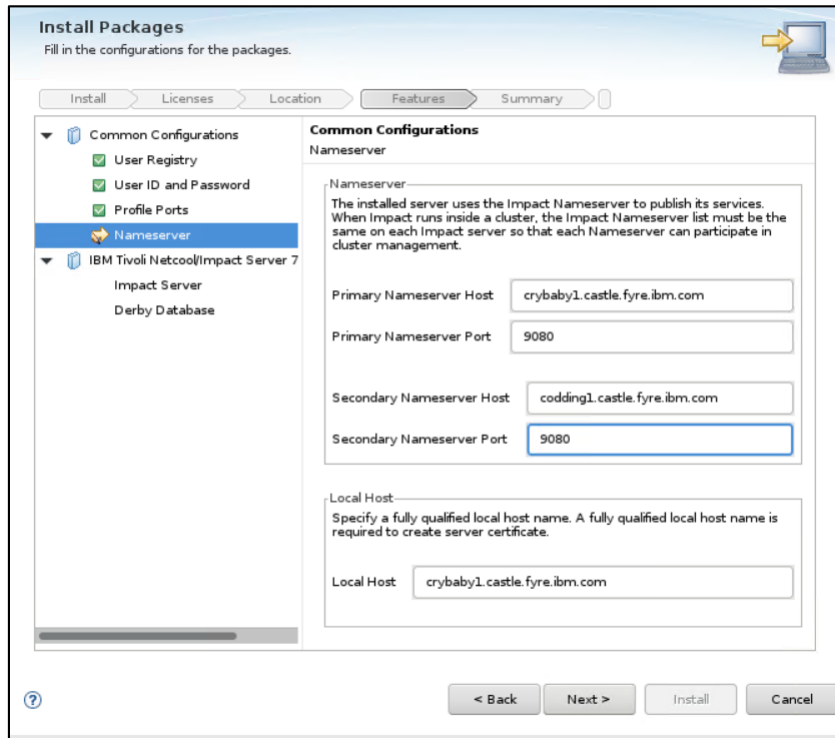 Install Packages
Fill in the configurations for the packages.
Install
Licenses
Location
Features
Summary
Common Configurations
User Registry
User ID and Password
Profile Ports
Nameserver
IBM Tivoli Netcool/Impact Server 7
Impact Server
Derby Database
Common Configurations
Nameserver
Nameserver
The installed server uses the Impact Nameserver to publish its services.
When Impact runs inside a cluster, the Impact Nameserver list must be the
same on each Impact server so that each Nameserver can participate in
cluster management.
Primary Nameserver Host crybaby1.castle.fyre.ibm.com
Primary Nameserver Port 9080
Secondary Nameserver Host codding1.castle.fyre.ibm.com
Secondary Nameserver Port 9080
Local Host
Specify a fully qualified local host name. A fully qualified local host name is
required to create server certificate.
Local Host crybaby1.castle.fyre.ibm.com
?
< Back
Next >
Install
Cancel